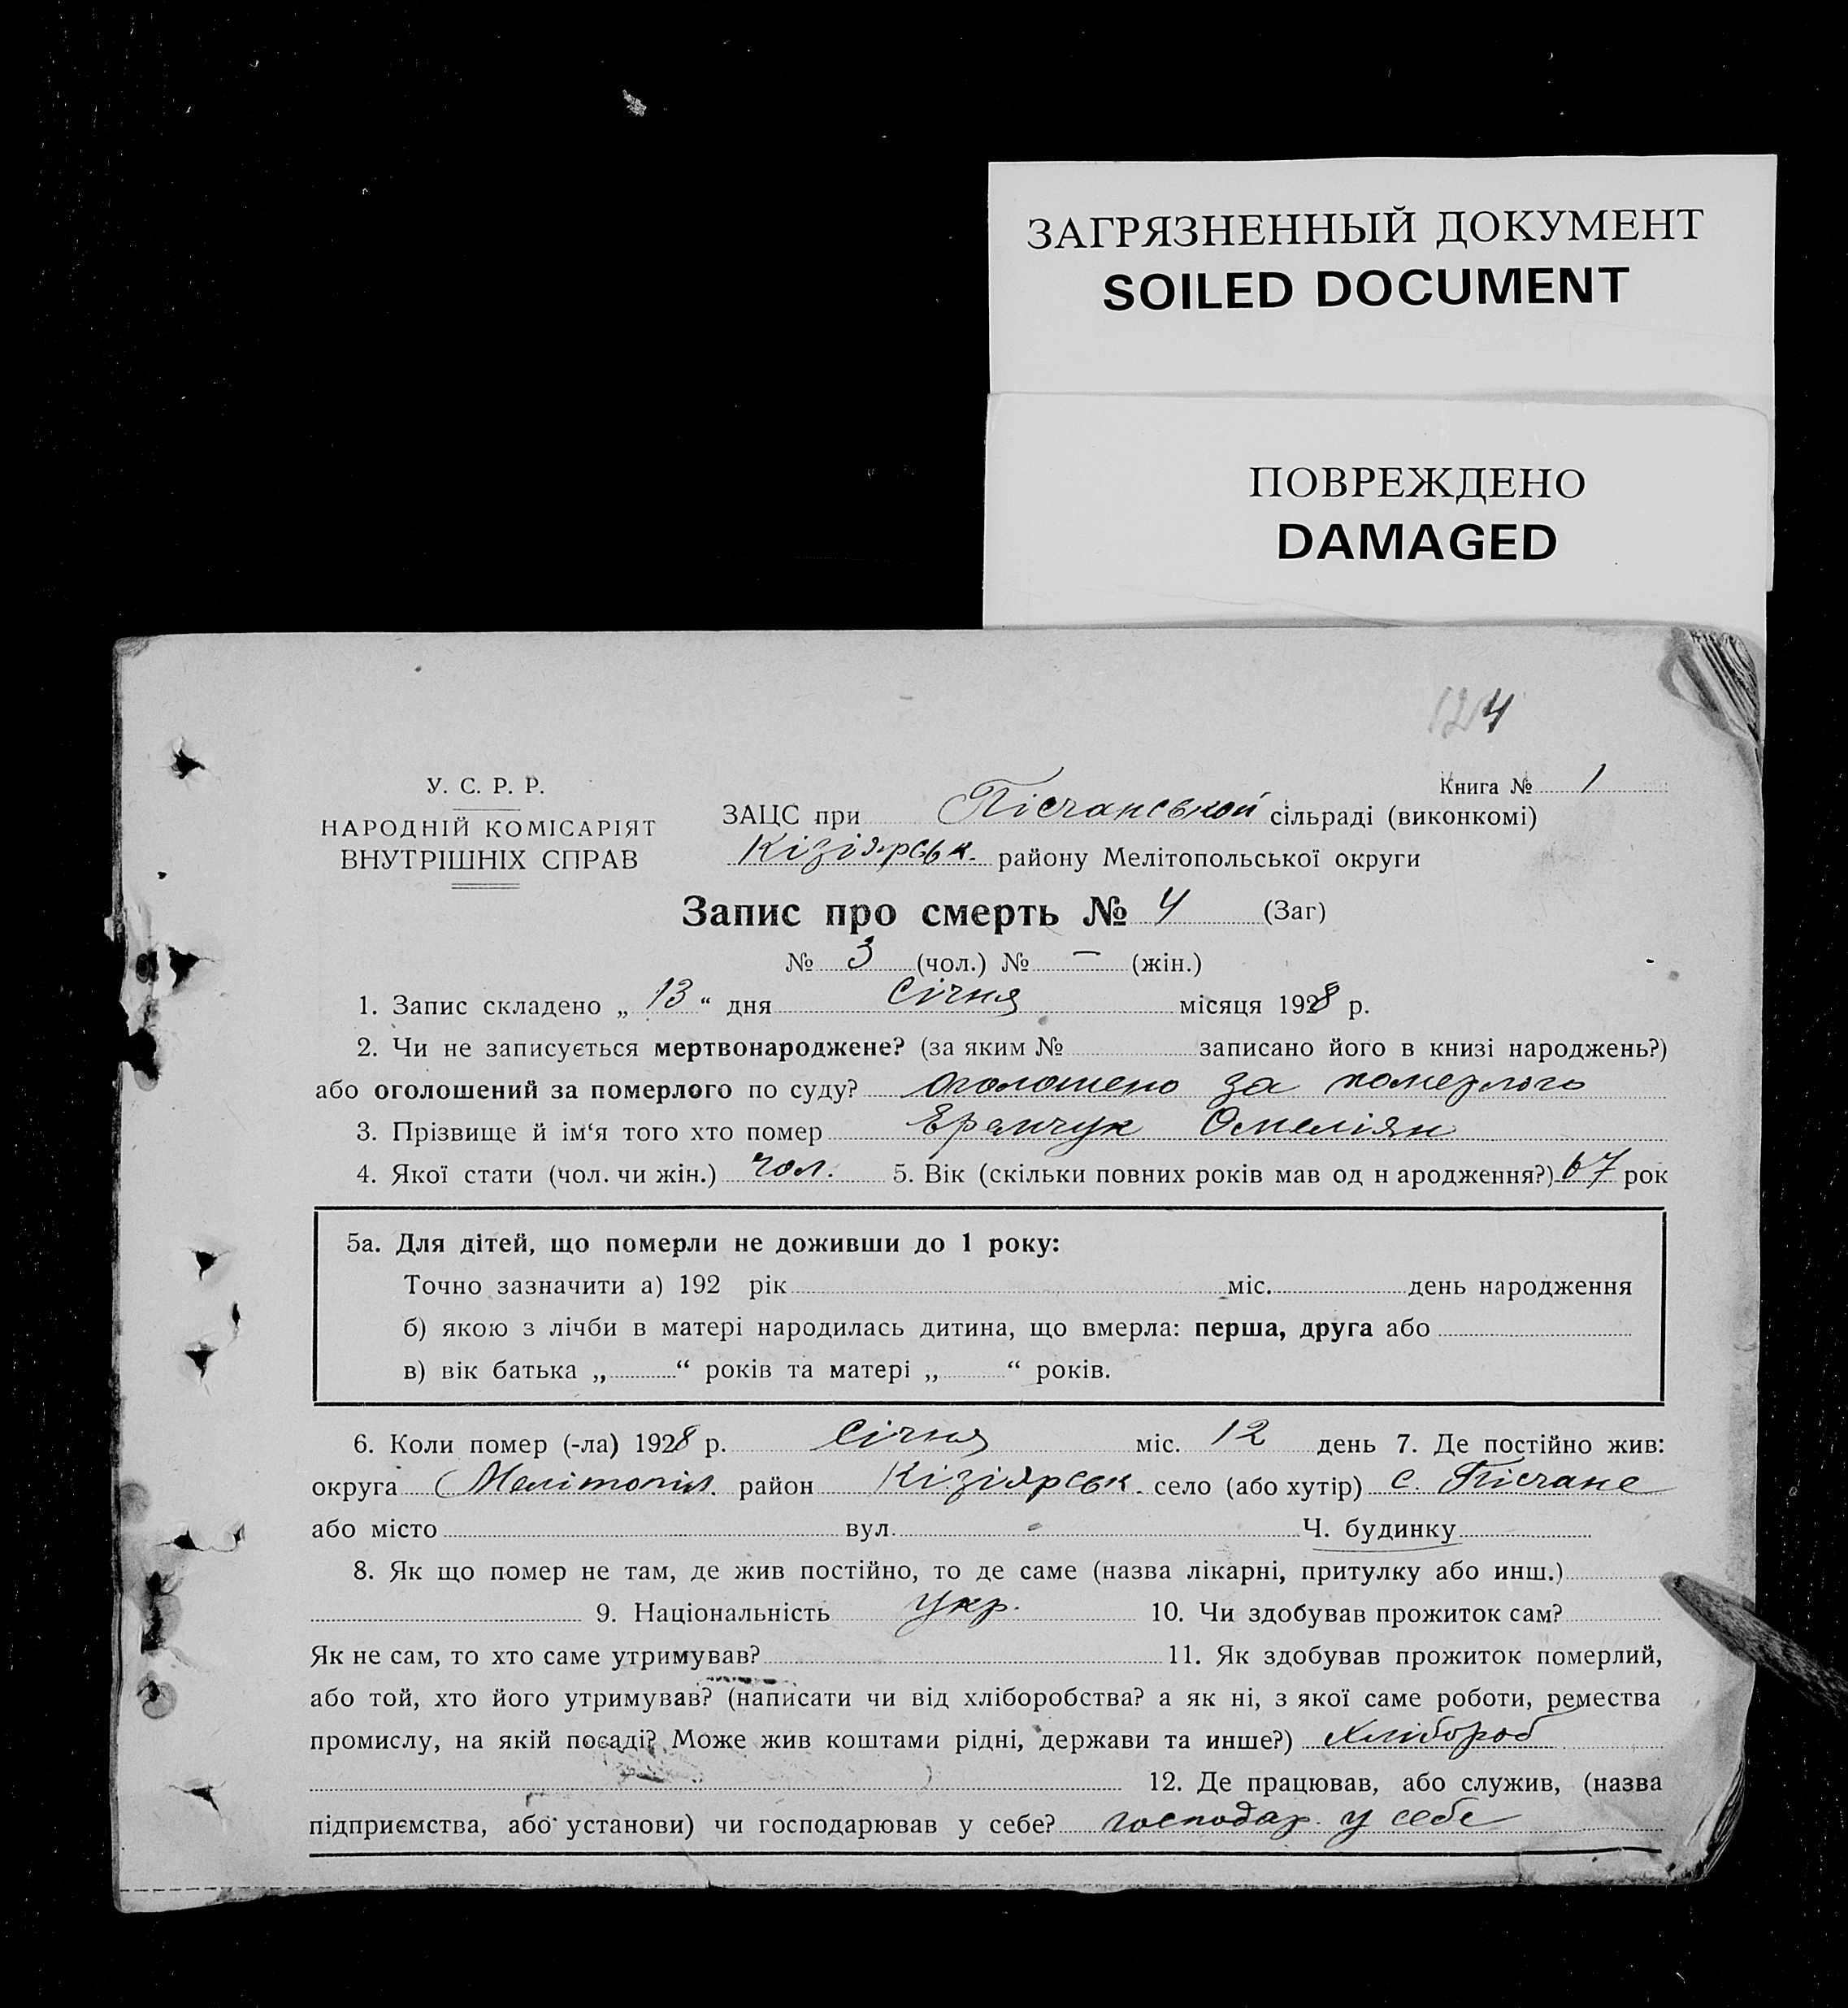 ЗАГРЯЗНЕННЫЙ ДОКУМЕНТ
SOILED DOCUMENT
ПОВРЕЖДЕНО
DAMAGED
124
У. С. Р. Р.
НАРОДНІЙ КОМІСАРІЯТ
ВНУТРІШНІХ СПРАВ
Книга № 1
ЗАЦС при Пісчанській сільраді (виконкомі)
Кізіярськ. району Мелітопольської округи
Запис про смерть № 4 (Заг)
№ 3 (чол.) № — (жін.)
1. Запис складено „ 13 “ дня січня місяця 1928 р.
2. Чи не записується мертвонароджене? (за яким № записано його в книзі народжень?)
або оголошений за померлого по суду? оголошено за померлого
3. Прізвище й ім‘я того хто помер Еремчук Омеліян
4. Якої стати (чол. чи жін.) чол. 5. Вік (скільки повних років мав од н ародження?) 67 рок
5а. Для дітей, що померли не доживши до 1 року:
Точно зазначити а) 192 рік міс. день народження
б) якою з лічби в матері народилась дитина, що вмерла: перша, друга або
в) вік батька „ “ років та матері „ “ років.
6. Коли помер (-ла) 1928 р. січня міс. 12 день 7. Де постійно жив:
округа Мелітопіл. район Кізіярськ. село (або хутір) с. Пісчане
або місто вул. Ч. будинку
8. Як що помер не там, де жив постійно, то де саме (назва лікарні, притулку або инш.)
9. Національність укр. 10. Чи здобував прожиток сам?
Як не сам, то хто саме утримував? 11. Як здобував прожиток померлий,
або той, хто його утримував? (написати чи від хліборобства? а як ні, з якої саме роботи, ремества
промислу, на якій посаді? Може жив коштами рідні, держави та инше?) Хлібороб
12. Де працював, або служив, (назва
підприємства, або установи) чи господарював у себе? господар. у себе